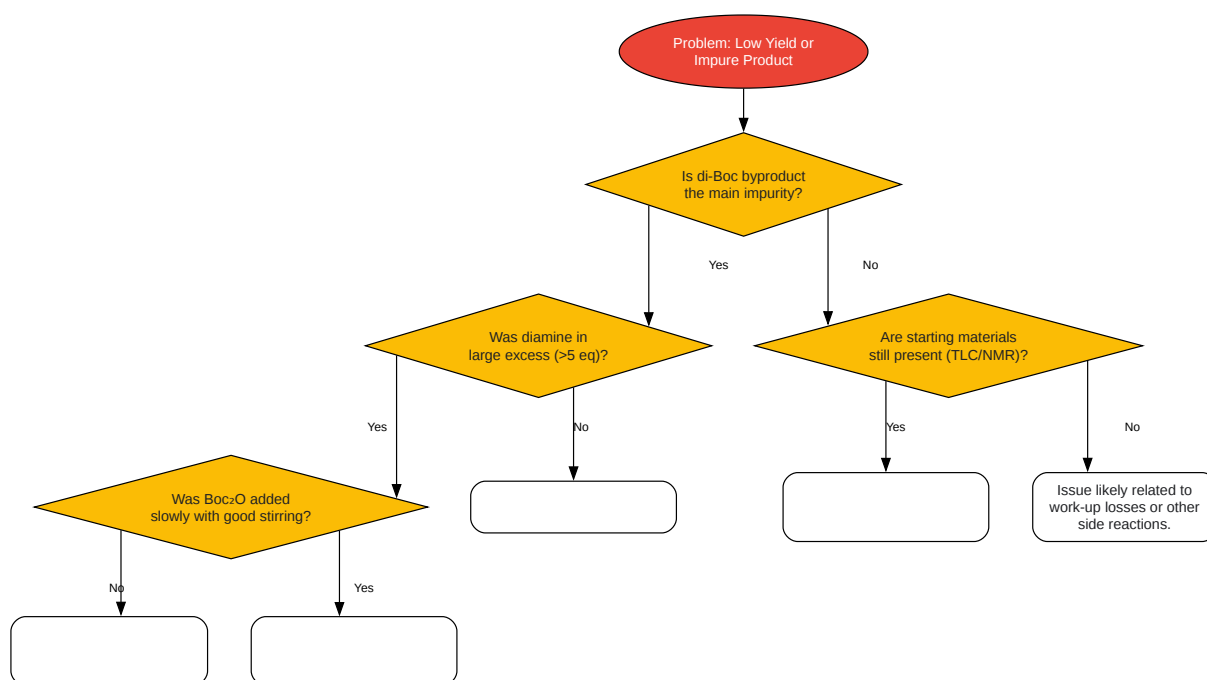 Problem: Low Yield or
Impure Product
Is di-Boc byproduct
the main impurity?
Yes
No
Was diamine in
large excess (>5 eq)?
Are starting materials
still present (TLC/NMR)?
Yes
No
Yes
No
Was Boc₂O added
slowly with good stirring?
Issue likely related to
work-up losses or other
side reactions.
No
Yes